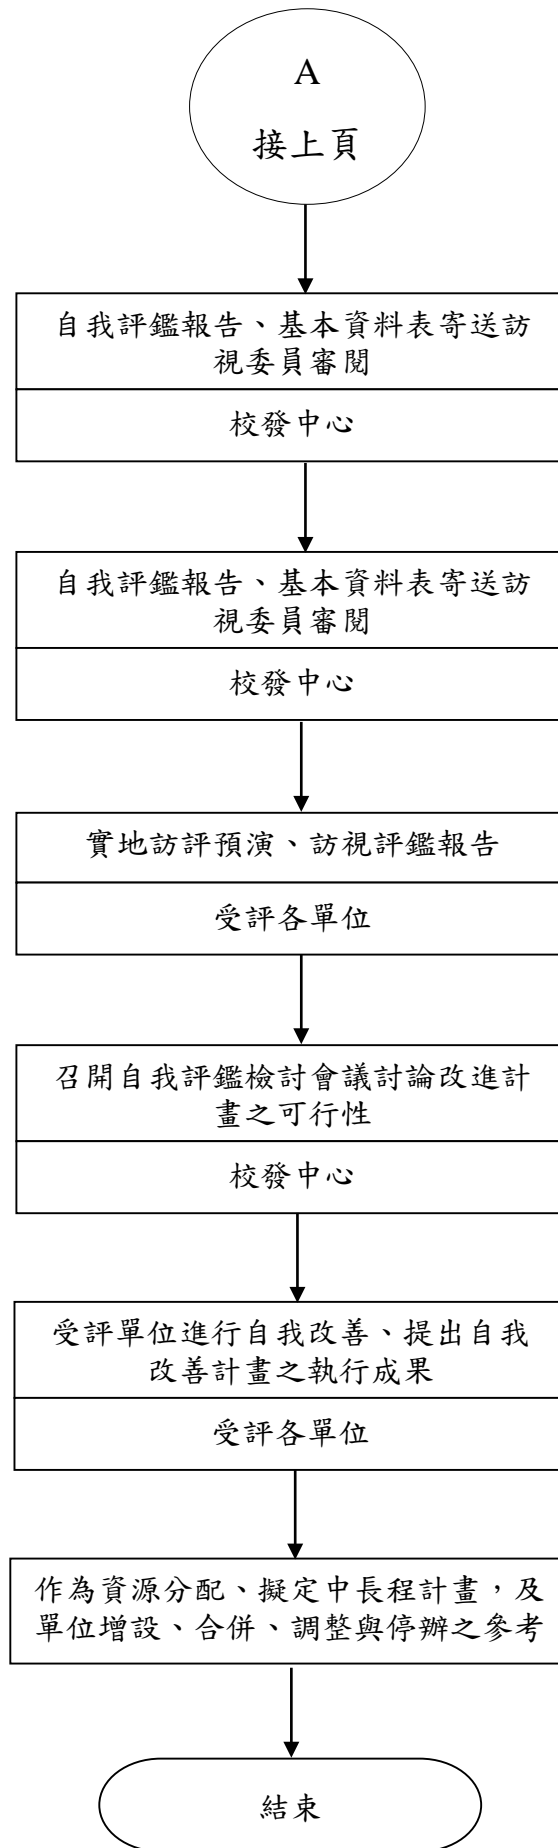 A
接上頁
自我評鑑報告、基本資料表寄送訪
視委員審閱
校發中心
自我評鑑報告、基本資料表寄送訪
視委員審閱
校發中心
實地訪評預演、訪視評鑑報告
受評各單位
召開自我評鑑檢討會議討論改進計
畫之可行性
校發中心
受評單位進行自我改善、提出自我
改善計畫之執行成果
受評各單位
作為資源分配、擬定中長程計畫，及
單位增設、合併、調整與停辦之參考
結束